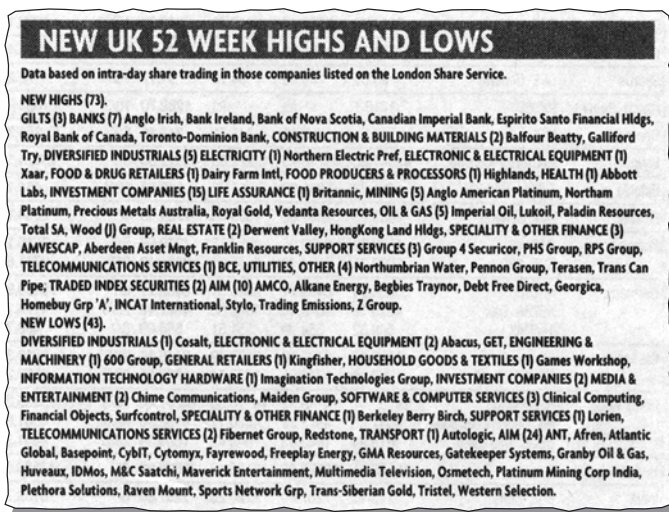 NEW UK 52 WEEK HIGHS AND LOWS
Data based on intra-day share trading in those companies listed on the London Share Service.
NEW HIGHS (73).
GILTS (3) BANKS (7) Anglo Irish, Bank Ireland, Bank of Nova Scotia, Canadian Imperial Bank, Espirito Santo Financial Hldgs,
Royal Bank of Canada, Toronto-Dominion Bank, CONSTRUCTION & BUILDING MATERIALS (2) Balfour Beatty, Galliford
Try, DIVERSIFIED INDUSTRIALS (5) ELECTRICITY (1) Northern Electric Pref, ELECTRONIC & ELECTRICAL EQUIPMENT (1)
Xaar, FOOD & DRUG RETAILERS (1) Dairy Farm Intl, FOOD PRODUCERS & PROCESSORS (1) Highlands, HEALTH (1) Abbott
Labs, INVESTMENT COMPANIES (15) LIFE ASSURANCE (1) Britannic, MINING (5) Anglo American Platinum, Northam
Platinum, Precious Metals Australia, Royal Gold, Vedanta Resources, OIL & GAS (5) Imperial Oil, Lukoil, Paladin Resources,
Total SA, Wood (J) Group, REAL ESTATE (2) Derwent Valley, HongKong Land Hldgs, SPECIALITY & OTHER FINANCE (3)
AMVESCAP, Aberdeen Asset Mngt, Franklin Resources, SUPPORT SERVICES (3) Group 4 Securicor, PHS Group, RPS Group,
TELECOMMUNICATIONS SERVICES (1) BCE, UTILITIES, OTHER (4) Northumbrian Water, Pennon Group, Terasen, Trans Can
Pipe, TRADED INDEX SECURITIES (2) AIM (10) AMCO, Alkane Energy, Begbies Traynor, Debt Free Direct, Georgica,
Homebuy Grp 'A', INCAT International, Stylo, Trading Emissions, Z Group.
NEW LOWS (43).
DIVERSIFIED INDUSTRIALS (1) Cosalt, ELECTRONIC & ELECTRICAL EQUIPMENT (2) Abacus, GET, ENGINEERING &
MACHINERY (1) 600 Group, GENERAL RETAILERS (1) Kingfisher, HOUSEHOLD GOODS & TEXTILES (1) Games Workshop,
INFORMATION TECHNOLOGY HARDWARE (1) Imagination Technologies Group, INVESTMENT COMPANIES (2) MEDIA &
ENTERTAINMENT (2) Chime Communications, Maiden Group, SOFTWARE & COMPUTER SERVICES (3) Clinical Computing,
Financial Objects, Surfcontrol, SPECIALITY & OTHER FINANCE (1) Berkeley Berry Birch, SUPPORT SERVICES (1) Lorien,
TELECOMMUNICATIONS SERVICES (2) Fibernet Group, Redstone, TRANSPORT (1) Autologic, AIM (24) ANT, Afren, Atlantic
Global, Basepoint, CybIT, Cytomyx, Fayrewood, Freeplay Energy, GMA Resources, Gatekeeper Systems, Granby Oil & Gas,
Huveaux, IDMos, M&C Saatchi, Maverick Entertainment, Multimedia Television, Osmetech, Platinum Mining Corp India,
Plethora Solutions, Raven Mount, Sports Network Grp, Trans-Siberian Gold, Tristel, Western Selection.